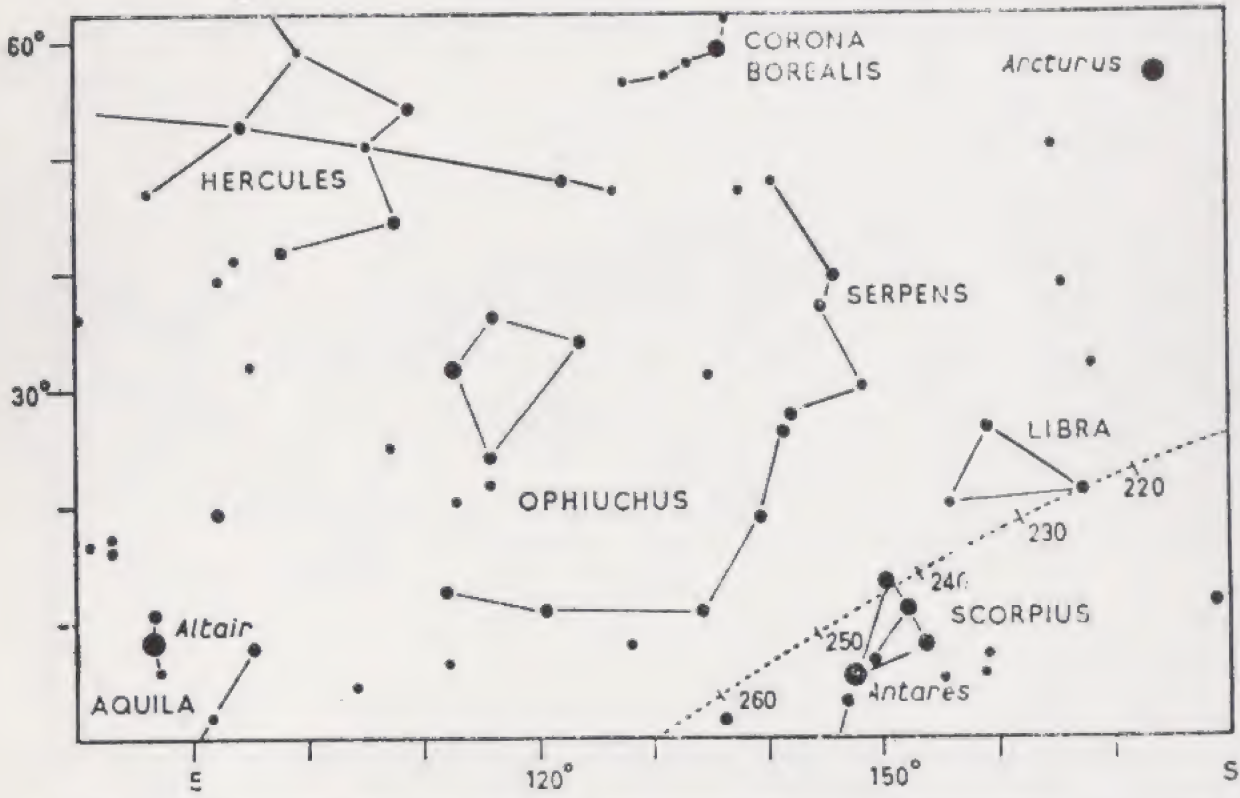 60°
CORONA
BOREALIS
Arcturus
HERCULES
SERPENS
30°
LIBRA
220
OPHIUCHUS
230
240
SCORPIUS
Altair
250
Antares
AQUILA
260
120°
150°
S